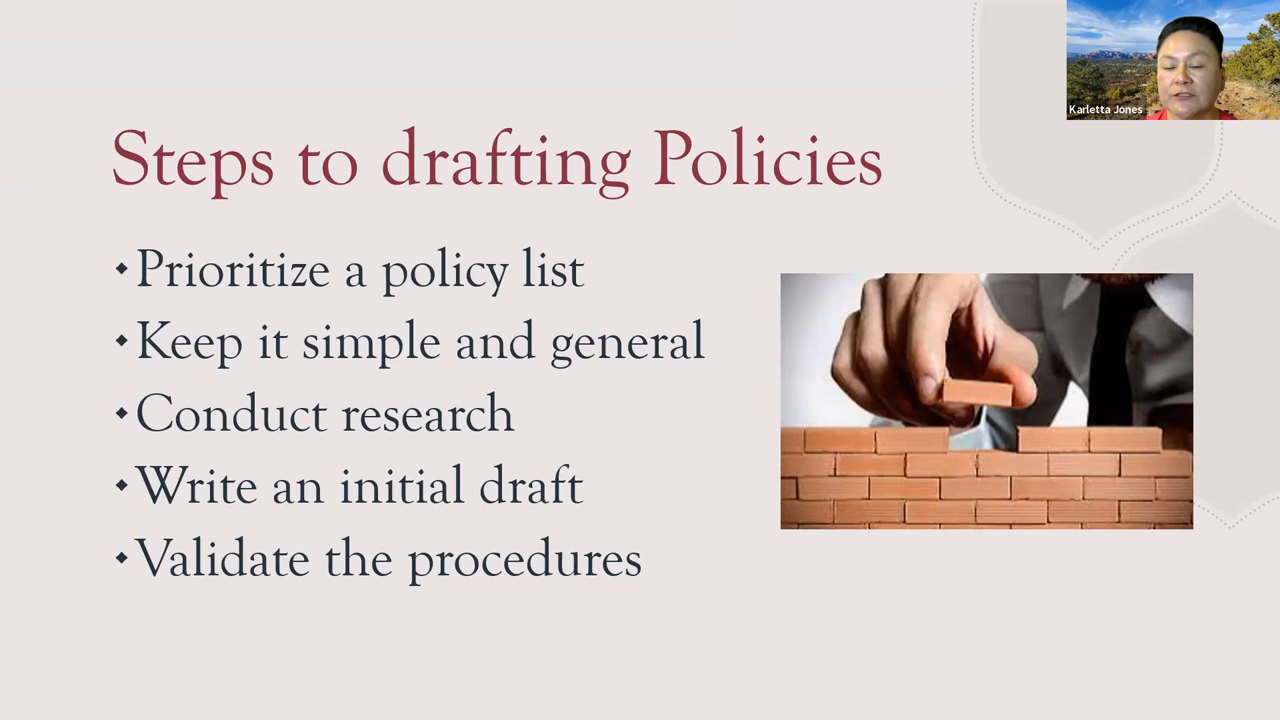 Karletta Jones
Steps to drafting Policies
Prioritize a policy list
Keep it simple and general
Conduct research
Write an initial draft
Validate the procedures